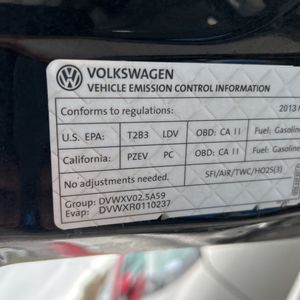 VOLKSWAGEN
VEHICLE EMISSION CONTROL INFORMATION
Conforms to regulations: 2013
U.S. EPA: T2B3 LDV OBD: CA II Fuel: Gasoline
California: PZEV PC OBD: CA II Fuel: Gasoline
No adjustments needed. SFI/AIR/TWC/HO2S(3)
Group: DVWXV02.5A59
Evap: DVWXR0110237